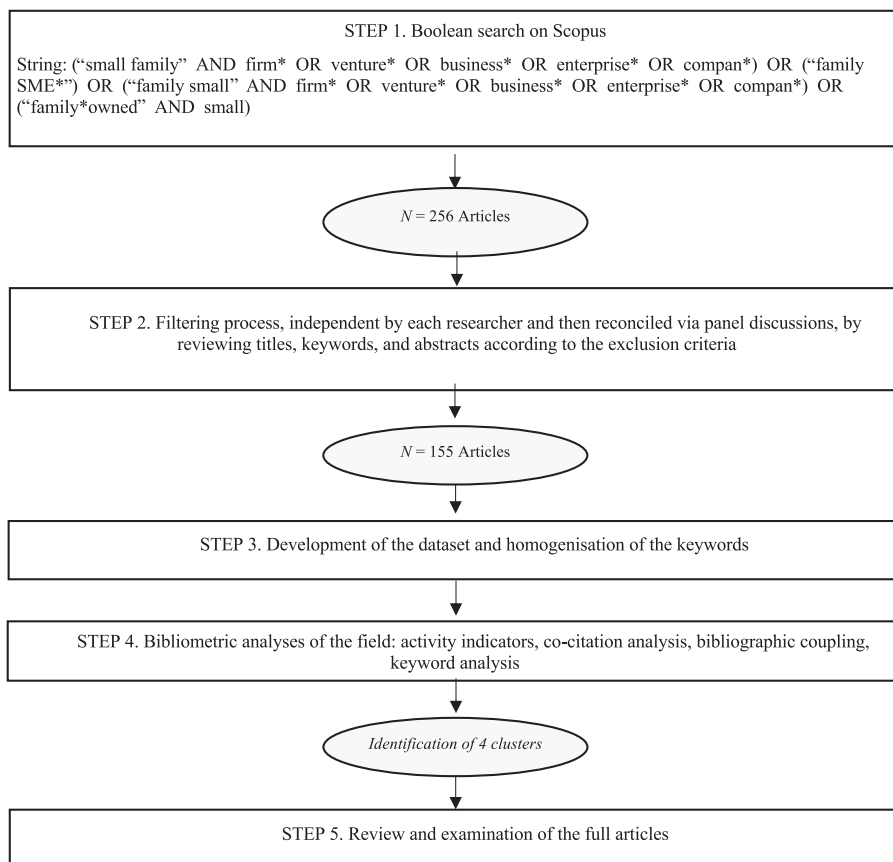 STEP 1. Boolean search on Scopus
String: (“small family” AND firm* OR venture* OR business* OR enterprise* OR compan*) OR (“family
SME*”) OR (“family small” AND firm* OR venture* OR business* OR enterprise* OR compan*) OR
(“family*owned” AND small)
N = 256 Articles
STEP 2. Filtering process, independent by each researcher and then reconciled via panel discussions, by
reviewing titles, keywords, and abstracts according to the exclusion criteria
N = 155 Articles
STEP 3. Development of the dataset and homogenisation of the keywords
STEP 4. Bibliometric analyses of the field: activity indicators, co-citation analysis, bibliographic coupling,
keyword analysis
Identification of 4 clusters
STEP 5. Review and examination of the full articles